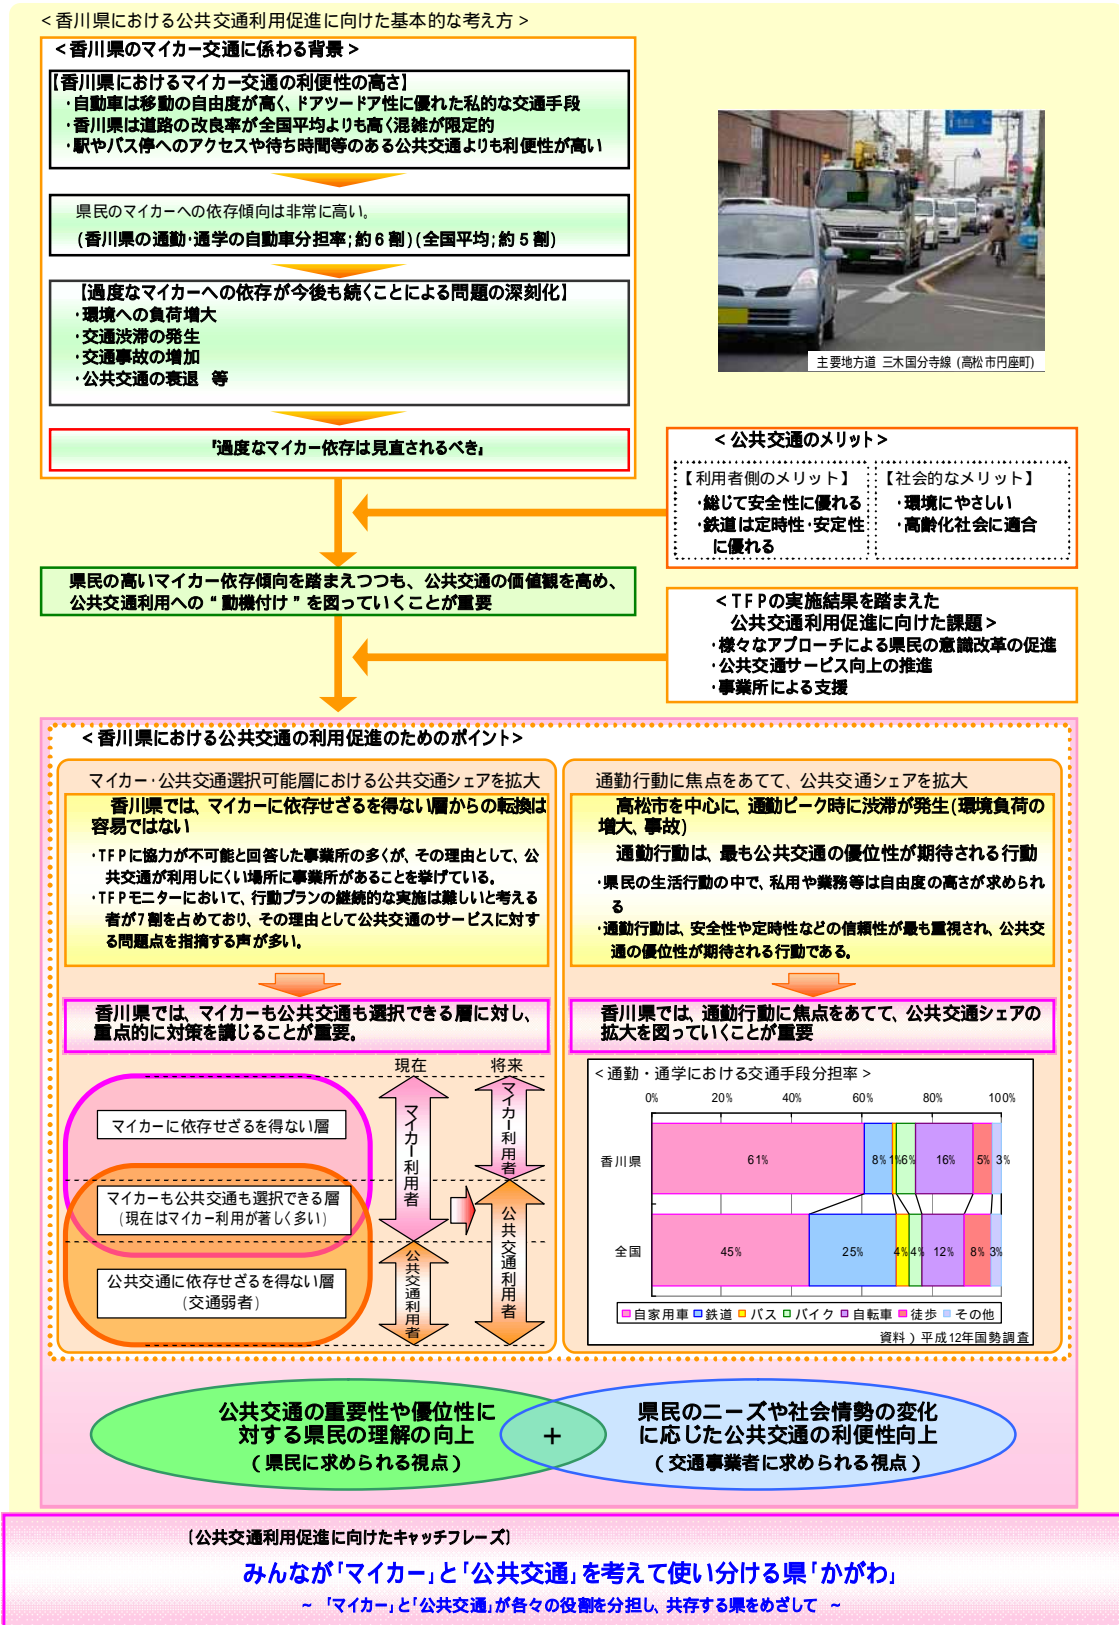 <香川県における公共交通利用促進に向けた基本的な考え方>
<香川県のマイカー交通に係わる背景>
【香川県におけるマイカー交通の利便性の高さ】
・自動車は移動の自由度が高く、ドアツードア性に優れた私的な交通手段
・香川県は道路の改良率が全国平均よりも高く混雑が限定的
・駅やバス停へのアクセスや待ち時間等のある公共交通よりも利便性が高い
県民のマイカーへの依存傾向は非常に高い。
(香川県の通勤・通学の自動車分担率;約6割)(全国平均;約5割)
【過度なマイカーへの依存が今後も続くことによる問題の深刻化】
・環境への負荷増大
・交通渋滞の発生
・交通事故の増加
・公共交通の衰退 等
「過度なマイカー依存は見直されるべき」
主要地方道 三木国分寺線 (高松市円座町)
<公共交通のメリット>
【利用者側のメリット】
・総じて安全性に優れる
・鉄道は定時性・安定性
に優れる
【社会的なメリット】
・環境にやさしい
・高齢化社会に適合
県民の高いマイカー依存傾向を踏まえつつも、公共交通の価値観を高め、
公共交通利用への“動機付け”を図っていくことが重要
<TFPの実施結果を踏まえた
公共交通利用促進に向けた課題>
・様々なアプローチによる県民の意識改革の促進
・公共交通サービス向上の推進
・事業所による支援
<香川県における公共交通の利用促進のためのポイント>
マイカー・公共交通選択可能層における公共交通シェアを拡大
香川県では、マイカーに依存せざるを得ない層からの転換は
容易ではない
・TFPに協力が不可能と回答した事業所の多くが、その理由として、公
共交通が利用しにくい場所に事業所があることを挙げている。
・TFPモニターにおいて、行動プランの継続的な実施は難しいと考える
者が7割を占めており、その理由として公共交通のサービスに対す
る問題点を指摘する声が多い。
香川県では、マイカーも公共交通も選択できる層に対し、
重点的に対策を講じることが重要。
現在
将来
マイカーに依存せざるを得ない層
マイカーも公共交通も選択できる層
(現在はマイカー利用が著しく多い)
公共交通に依存せざるを得ない層
(交通弱者)
マイカー利用者
公共交通利用者
マイカー利用者
公共交通利用者
通勤行動に焦点をあてて、公共交通シェアを拡大
高松市を中心に、通勤ピーク時に渋滞が発生(環境負荷の
増大、事故)
通勤行動は、最も公共交通の優位性が期待される行動
・県民の生活行動の中で、私用や業務等は自由度の高さが求められ
る
・通勤行動は、安全性や定時性などの信頼性が最も重視され、公共交
通の優位性が期待される行動である。
香川県では、通勤行動に焦点をあてて、公共交通シェアの
拡大を図っていくことが重要
<通勤・通学における交通手段分担率>
0% 20% 40% 60% 80% 100%
香川県 61% 8% 1% 6% 16% 5% 3%
全国 45% 25% 4% 4% 12% 8% 3%
自家用車 鉄道 バス バイク 自転車 徒歩 その他
資料)平成12年国勢調査
公共交通の重要性や優位性に
対する県民の理解の向上
(県民に求められる視点)
+
県民のニーズや社会情勢の変化
に応じた公共交通の利便性向上
(交通事業者に求められる視点)
〔公共交通利用促進に向けたキャッチフレーズ〕
みんなが「マイカー」と「公共交通」を考えて使い分ける県「かがわ」
~ 「マイカー」と「公共交通」が各々の役割を分担し、共存する県をめざして ~